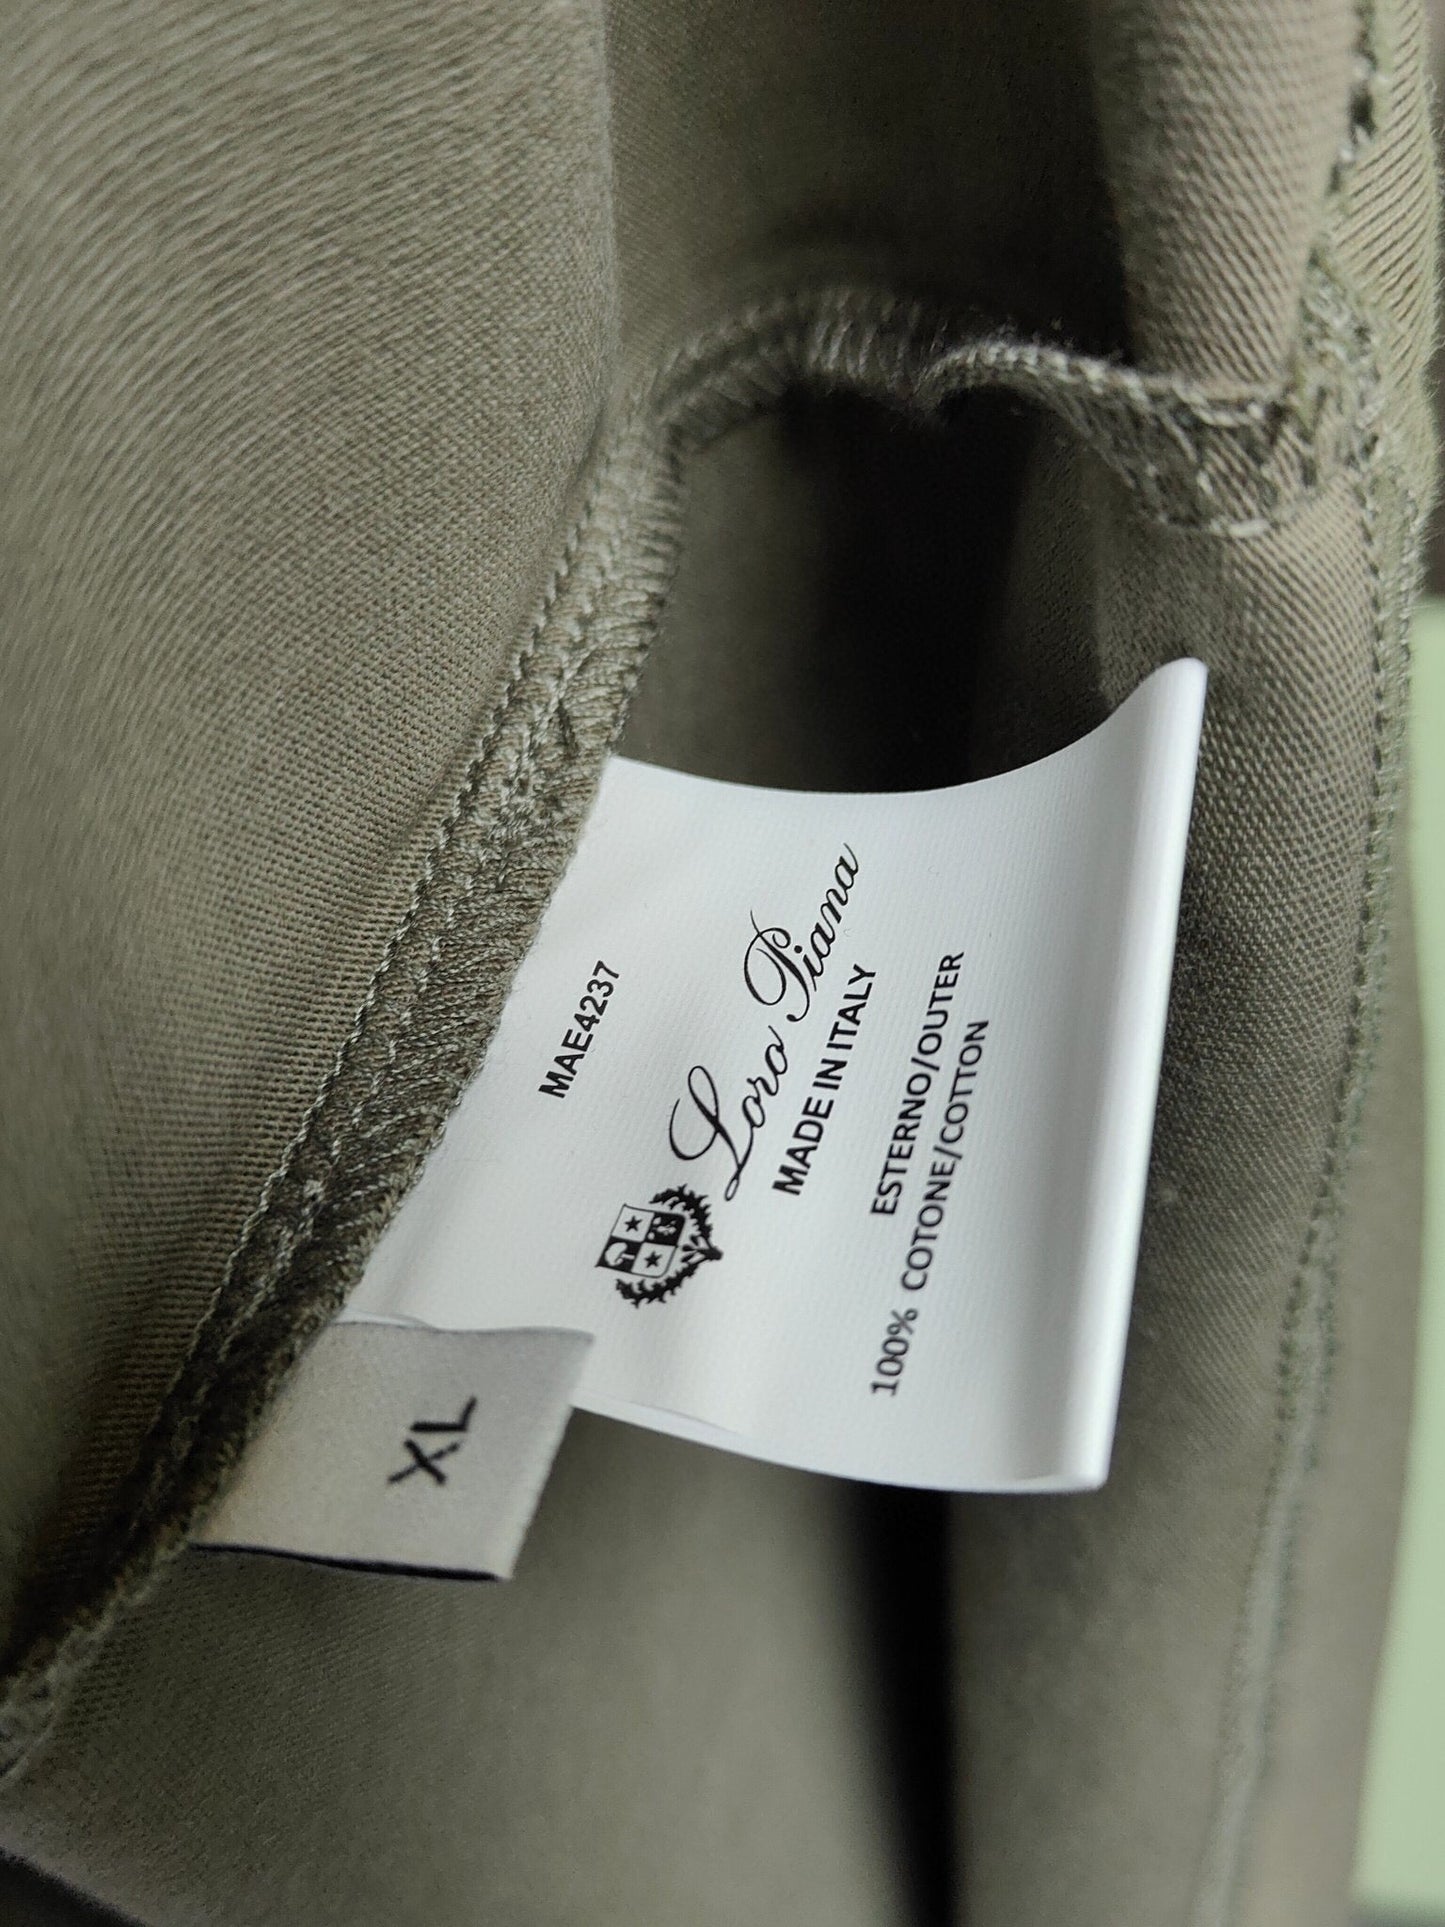 MAE4237
Loro Piana
MADE IN ITALY
ESTERNO/OUTER
100% COTONE/COTTON
XL